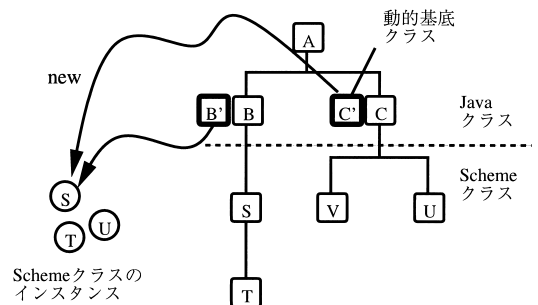 動的基底
クラス
A
new
B'
B
C'
C
Java
クラス
Scheme
クラス
S
T
U
S
V
U
Schemeクラスの
インスタンス
T